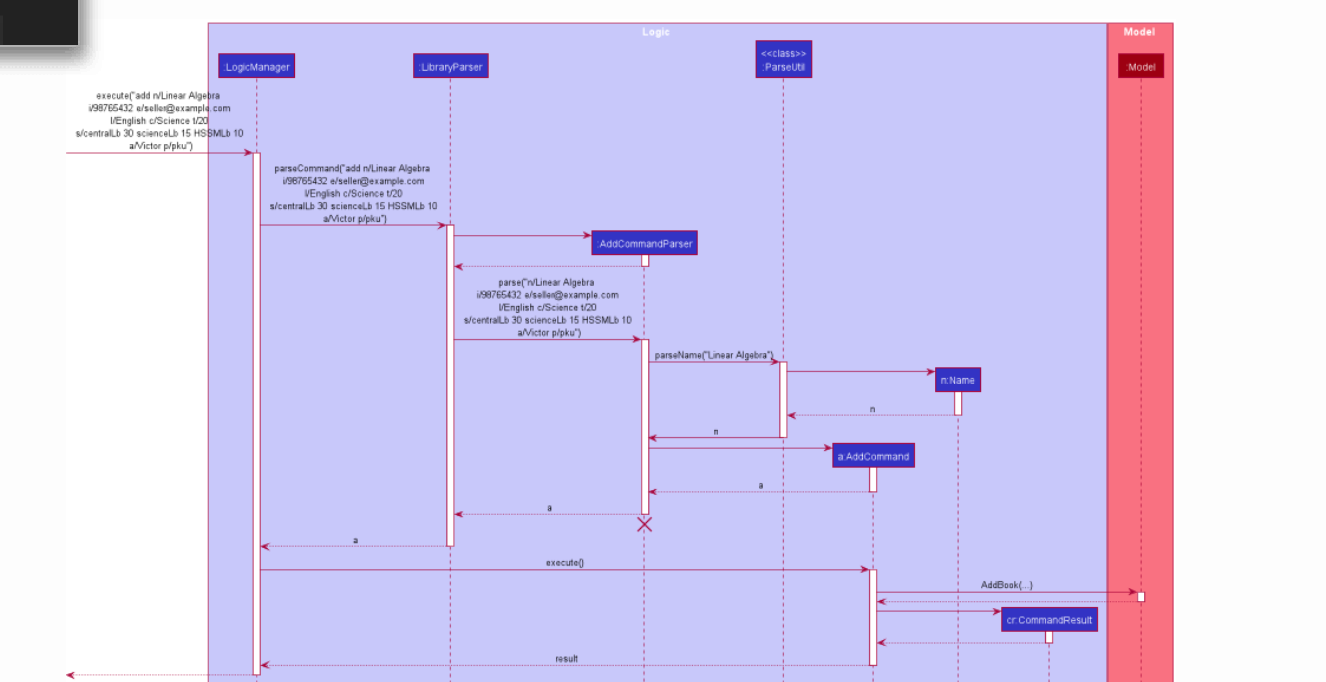 Logic
Model
:LogicManager
:LibraryParser
<<class>>
:ParseUtil
:Model
execute("add n/Linear Algebra
i/98765432 e/seller@example.com
l/English c/Science t/20
s/centralLb 30 scienceLb 15 HSSMLb 10
a/Victor p/pku")
parseCommand("add n/Linear Algebra
i/98765432 e/seller@example.com
l/English c/Science t/20
s/centralLb 30 scienceLb 15 HSSMLb 10
a/Victor p/pku")
:AddCommandParser
parse("n/Linear Algebra
i/98765432 e/seller@example.com
l/English c/Science t/20
s/centralLb 30 scienceLb 15 HSSMLb 10
a/Victor p/pku")
parseName("Linear Algebra")
n:Name
n
n
a:AddCommand
a
a
a
execute()
AddBook(...)
cr:CommandResult
result